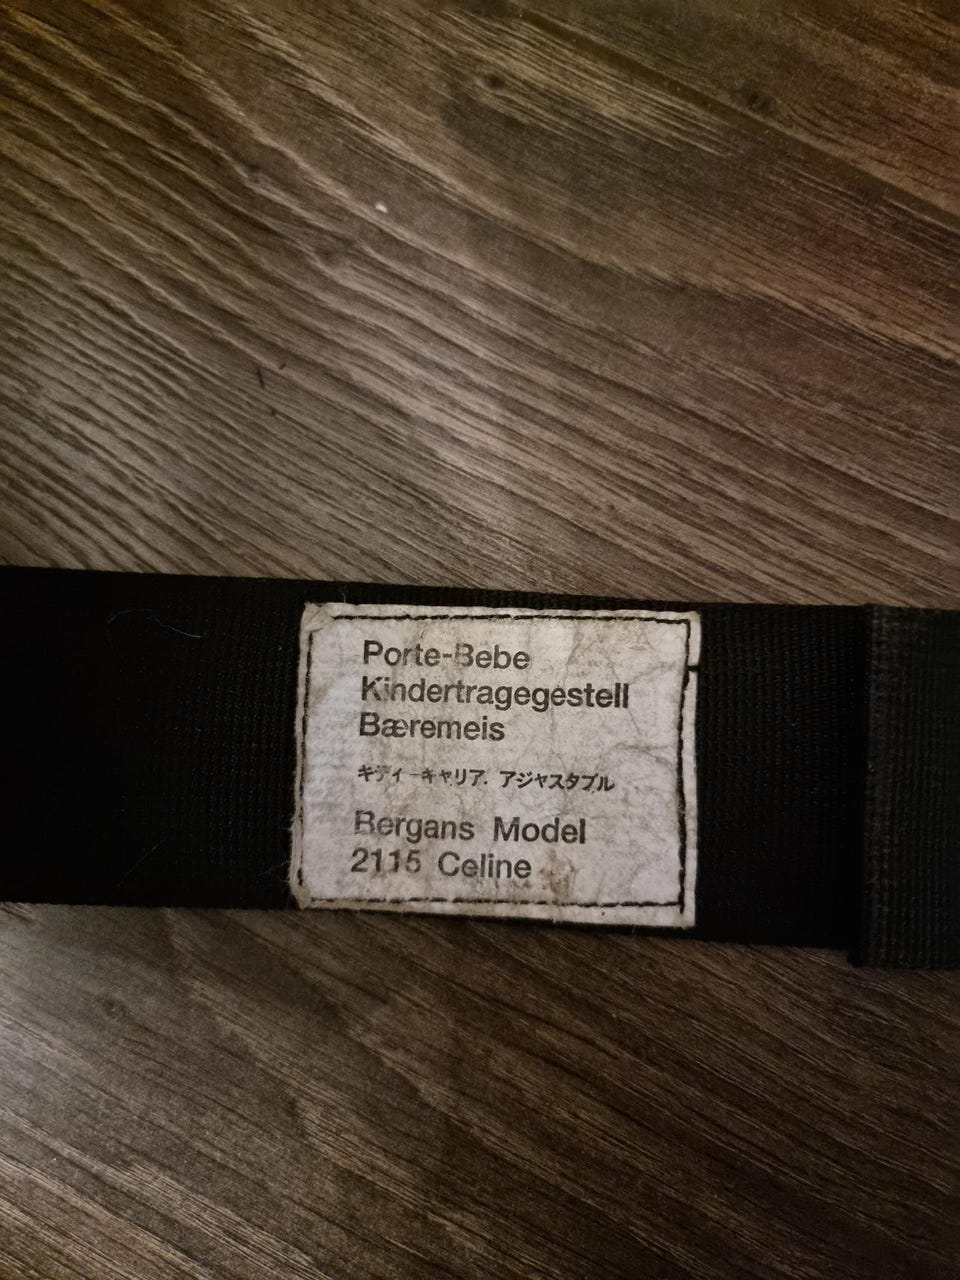 Porte-Bebe
Kindertragegestell
Bæremeis
キディーキャリア. アジャスタブル
Bergans Model
2115 Celine